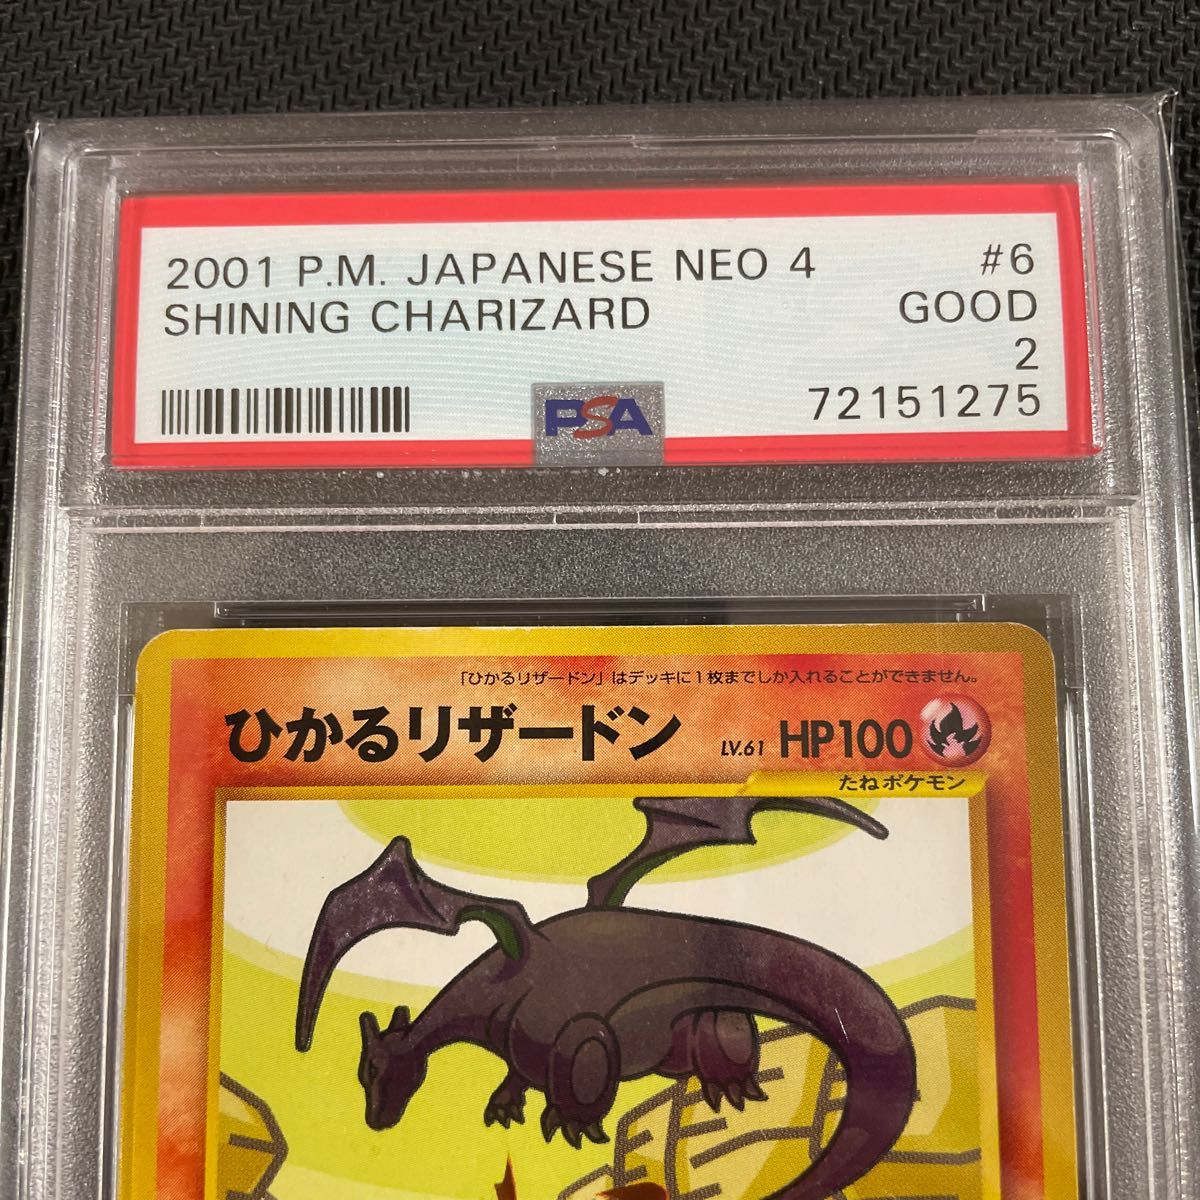 2001 P.M. JAPANESE NEO 4 #6
SHINING CHARIZARD GOOD
2
PSA 72151275
「ひかるリザードン」はデッキに1枚までしか入れることができません。
ひかるリザードン LV.61 HP100
たねポケモン